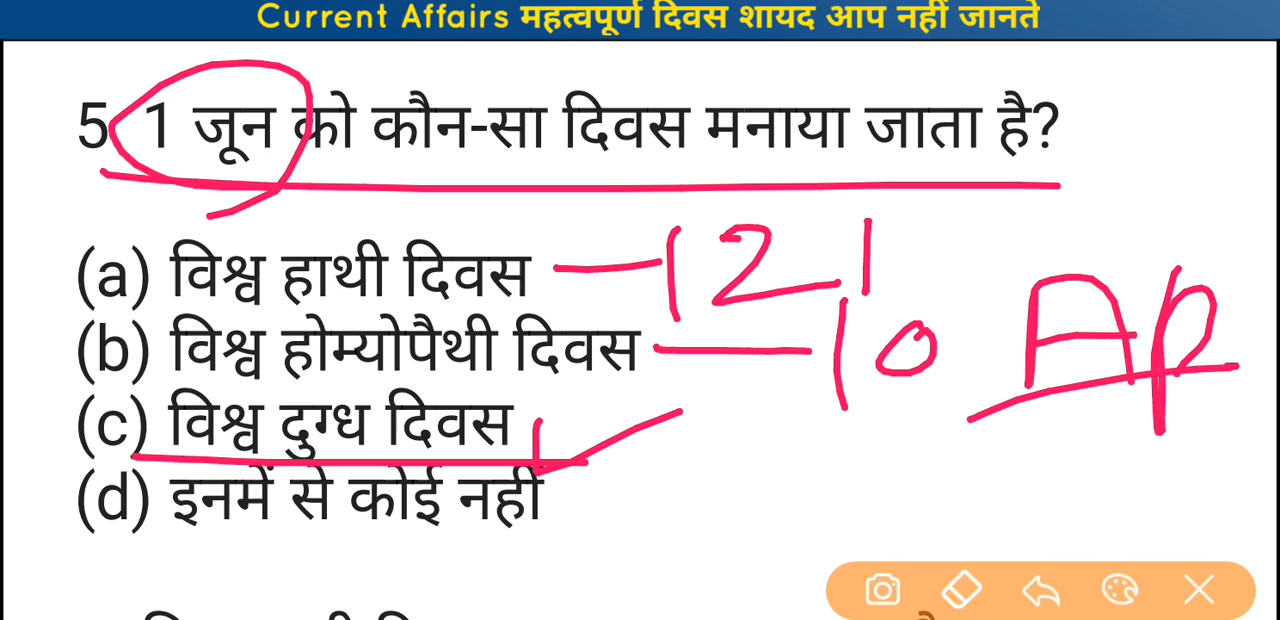 Current Affairs महत्वपूर्ण दिवस शायद आप नहीं जानते
5 1 जून को कौन-सा दिवस मनाया जाता है?
(a) विश्व हाथी दिवस — 12
(b) विश्व होम्योपैथी दिवस — 10 AP
(c) विश्व दुग्ध दिवस
(d) इनमें से कोई नहीं